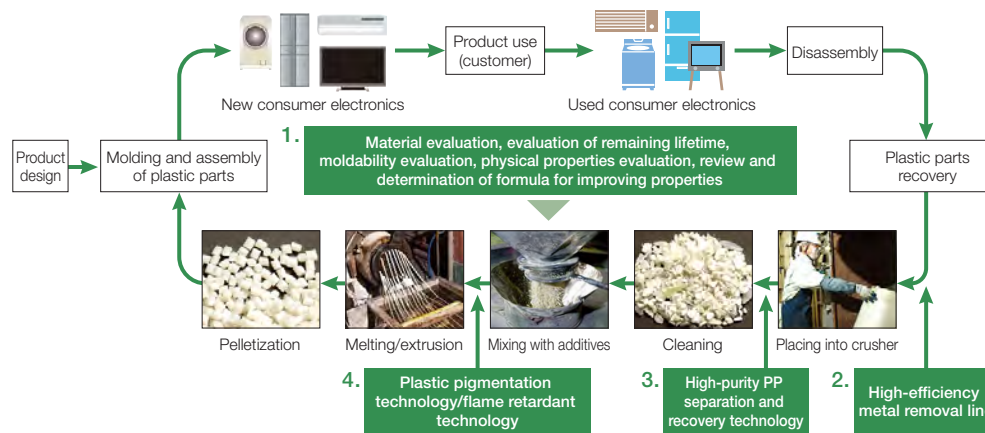 New consumer electronics
Product use
(customer)
Used consumer electronics
Disassembly
Product
design
Molding and assembly
of plastic parts
1.
Material evaluation, evaluation of remaining lifetime,
moldability evaluation, physical properties evaluation, review and
determination of formula for improving properties
Plastic parts
recovery
Pelletization
Melting/extrusion
Mixing with additives
Cleaning
Placing into crusher
4.
Plastic pigmentation
technology/flame retardant
technology
3.
High-purity PP
separation and
recovery technology
2.
High-efficiency
metal removal line